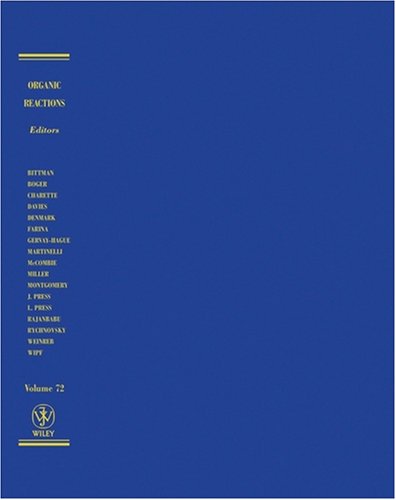 ORGANIC
REACTIONS
Editors
BITTMAN
BOGER
CHARETTE
DAVIES
DENMARK
FARINA
GERVAY-HAGUE
MARTINELLI
McCOMBIE
MILLER
MONTGOMERY
J. PRESS
L. PRESS
RAJANBABU
RYCHNOVSKY
WEINREB
WIPF
Volume 72
WILEY